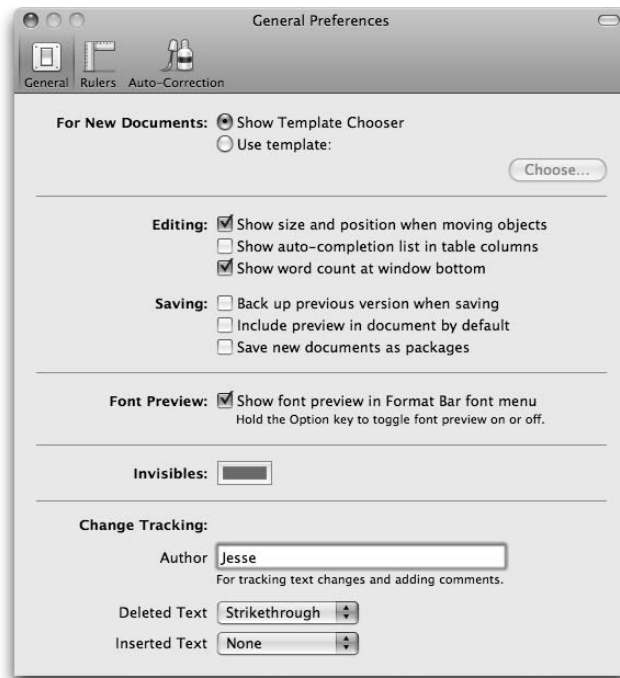 General Preferences
General Rulers Auto-Correction
For New Documents: Show Template Chooser
Use template:
Choose...
Editing: Show size and position when moving objects
Show auto-completion list in table columns
Show word count at window bottom
Saving: Back up previous version when saving
Include preview in document by default
Save new documents as packages
Font Preview: Show font preview in Format Bar font menu
Hold the Option key to toggle font preview on or off.
Invisibles:
Change Tracking:
Author Jesse
For tracking text changes and adding comments.
Deleted Text Strikethrough
Inserted Text None